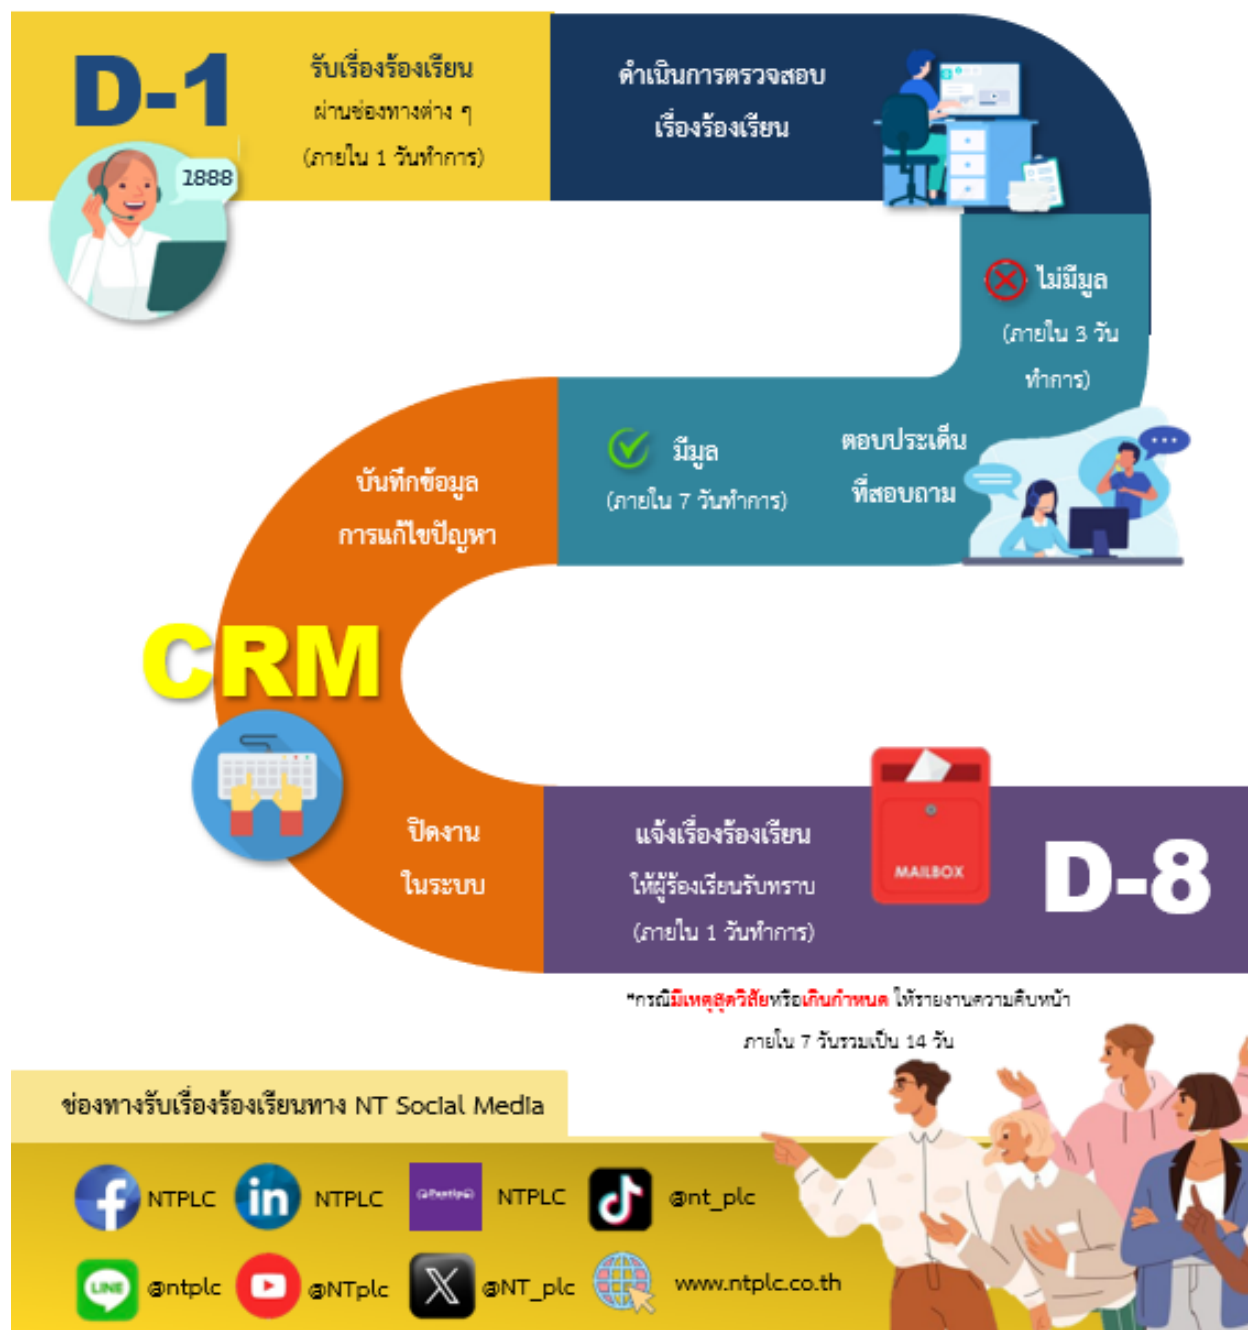 D-1
รับเรื่องร้องเรียน
ผ่านช่องทางต่าง ๆ
(ภายใน 1 วันทำการ)
1888
ดำเนินการตรวจสอบ
เรื่องร้องเรียน
ไม่มีมูล
(ภายใน 3 วัน
ทำการ)
ตอบประเด็น
ที่สอบถาม
มีมูล
(ภายใน 7 วันทำการ)
บันทึกข้อมูล
การแก้ไขปัญหา
CRM
ปิดงาน
ในระบบ
แจ้งเรื่องร้องเรียน
ให้ผู้ร้องเรียนรับทราบ
(ภายใน 1 วันทำการ)
MAILBOX
D-8
*กรณีมีเหตุสุดวิสัยหรือเกินกำหนด ให้รายงานความคืบหน้า
ภายใน 7 วันรวมเป็น 14 วัน
ช่องทางรับเรื่องร้องเรียนทาง NT Social Media
NTPLC
in NTPLC
Pantip NTPLC
@nt_plc
LINE @ntplc
@NTplc
@NT_plc
www.ntplc.co.th